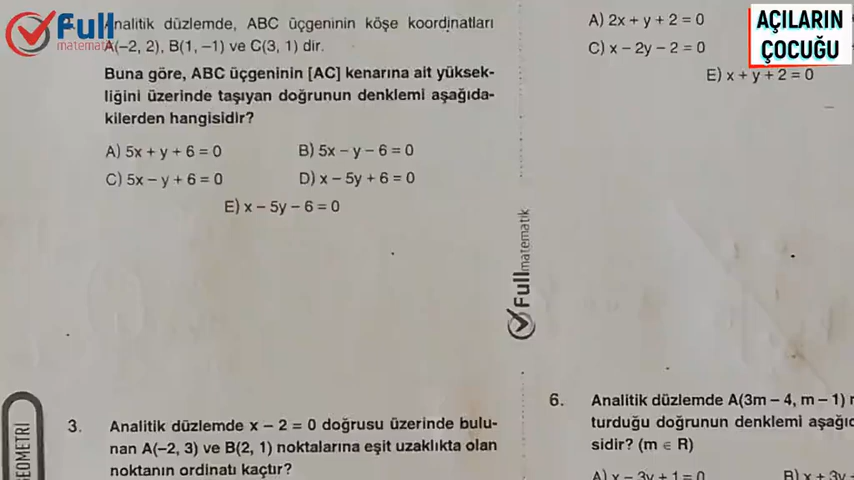 Full
matematik
AÇILARIN
ÇOCUĞU
Analitik düzlemde, ABC üçgeninin köşe koordinatları
A(–2, 2), B(1, –1) ve C(3, 1) dir.
Buna göre, ABC üçgeninin [AC] kenarına ait yüksek-
liğini üzerinde taşıyan doğrunun denklemi aşağıda-
kilerden hangisidir?
A) 5x + y + 6 = 0 B) 5x – y – 6 = 0
C) 5x – y + 6 = 0 D) x – 5y + 6 = 0
E) x – 5y – 6 = 0
GEOMETRİ
3. Analitik düzlemde x – 2 = 0 doğrusu üzerinde bulu-
nan A(–2, 3) ve B(2, 1) noktalarına eşit uzaklıkta olan
noktanın ordinatı kaçtır?
Fullmatematik
A) 2x + y + 2 = 0
C) x – 2y – 2 = 0
E) x + y + 2 = 0
6. Analitik düzlemde A(3m – 4, m – 1)
turduğu doğrunun denklemi
sidir? (m ∈ R)
A) x – 3y + 1 = 0 B) x + 3y